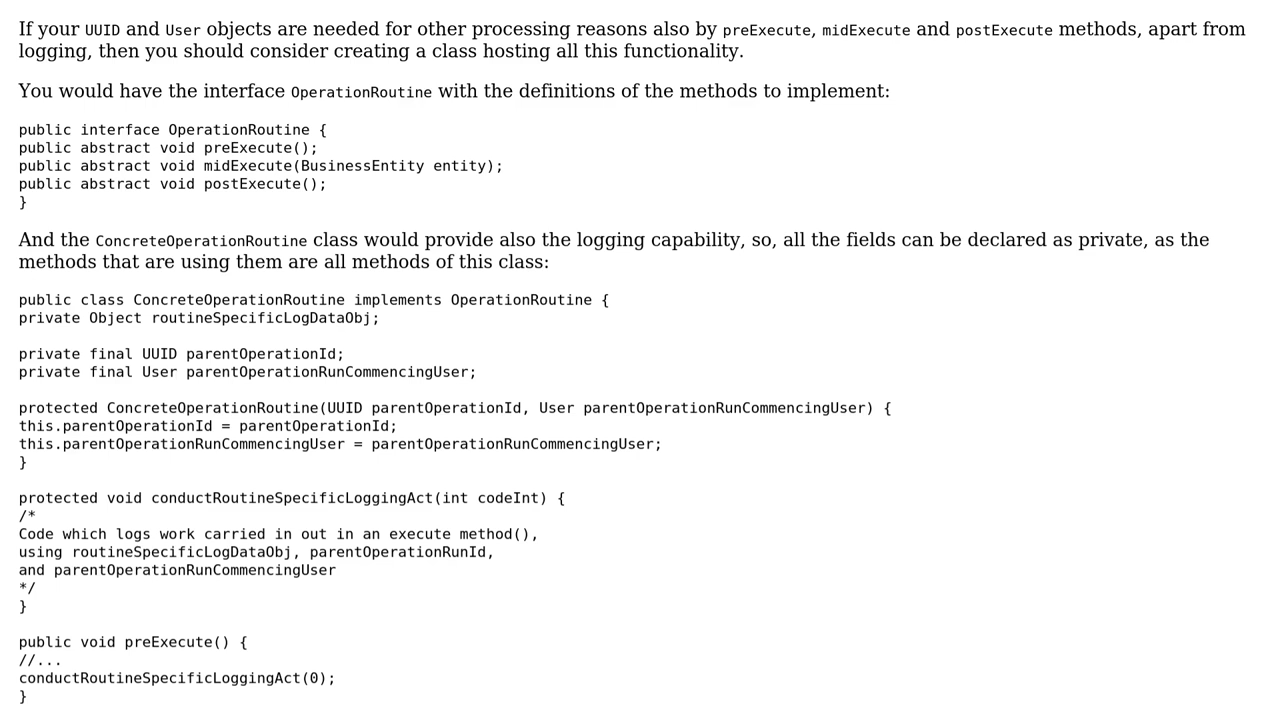 If your UUID and User objects are needed for other processing reasons also by preExecute, midExecute and postExecute methods, apart from
logging, then you should consider creating a class hosting all this functionality.
You would have the interface OperationRoutine with the definitions of the methods to implement:
public interface OperationRoutine {
public abstract void preExecute();
public abstract void midExecute(BusinessEntity entity);
public abstract void postExecute();
}
And the ConcreteOperationRoutine class would provide also the logging capability, so, all the fields can be declared as private, as the
methods that are using them are all methods of this class:
public class ConcreteOperationRoutine implements OperationRoutine {
private Object routineSpecificLogDataObj;
private final UUID parentOperationId;
private final User parentOperationRunCommencingUser;
protected ConcreteOperationRoutine(UUID parentOperationId, User parentOperationRunCommencingUser) {
this.parentOperationId = parentOperationId;
this.parentOperationRunCommencingUser = parentOperationRunCommencingUser;
}
protected void conductRoutineSpecificLoggingAct(int codeInt) {
/*
Code which logs work carried in out in an execute method(),
using routineSpecificLogDataObj, parentOperationRunId,
and parentOperationRunCommencingUser
*/
}
public void preExecute() {
//...
conductRoutineSpecificLoggingAct(0);
}